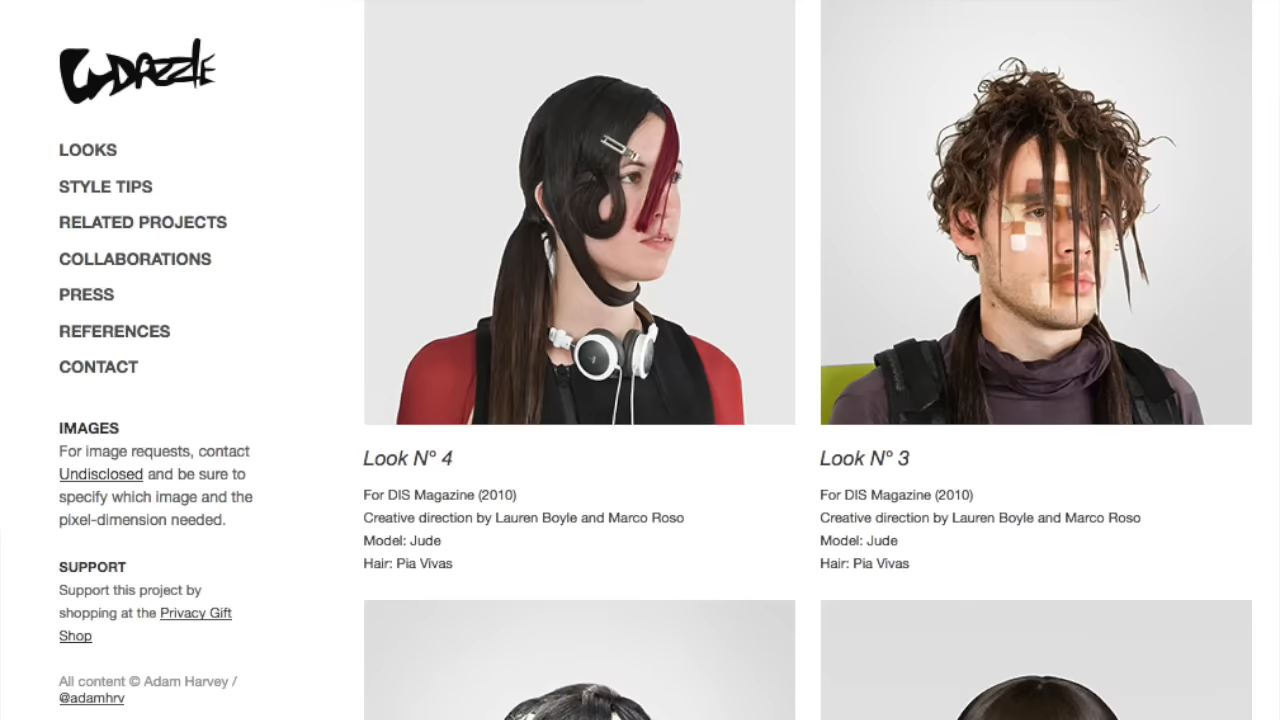 CV Dazzle
LOOKS
STYLE TIPS
RELATED PROJECTS
COLLABORATIONS
PRESS
REFERENCES
CONTACT
IMAGES
For image requests, contact
Undisclosed and be sure to
specify which image and the
pixel-dimension needed.
SUPPORT
Support this project by
shopping at the Privacy Gift
Shop
All content © Adam Harvey /
@adamhrv
Look N° 4
For DIS Magazine (2010)
Creative direction by Lauren Boyle and Marco Roso
Model: Jude
Hair: Pia Vivas
Look N° 3
For DIS Magazine (2010)
Creative direction by Lauren Boyle and Marco Roso
Model: Jude
Hair: Pia Vivas